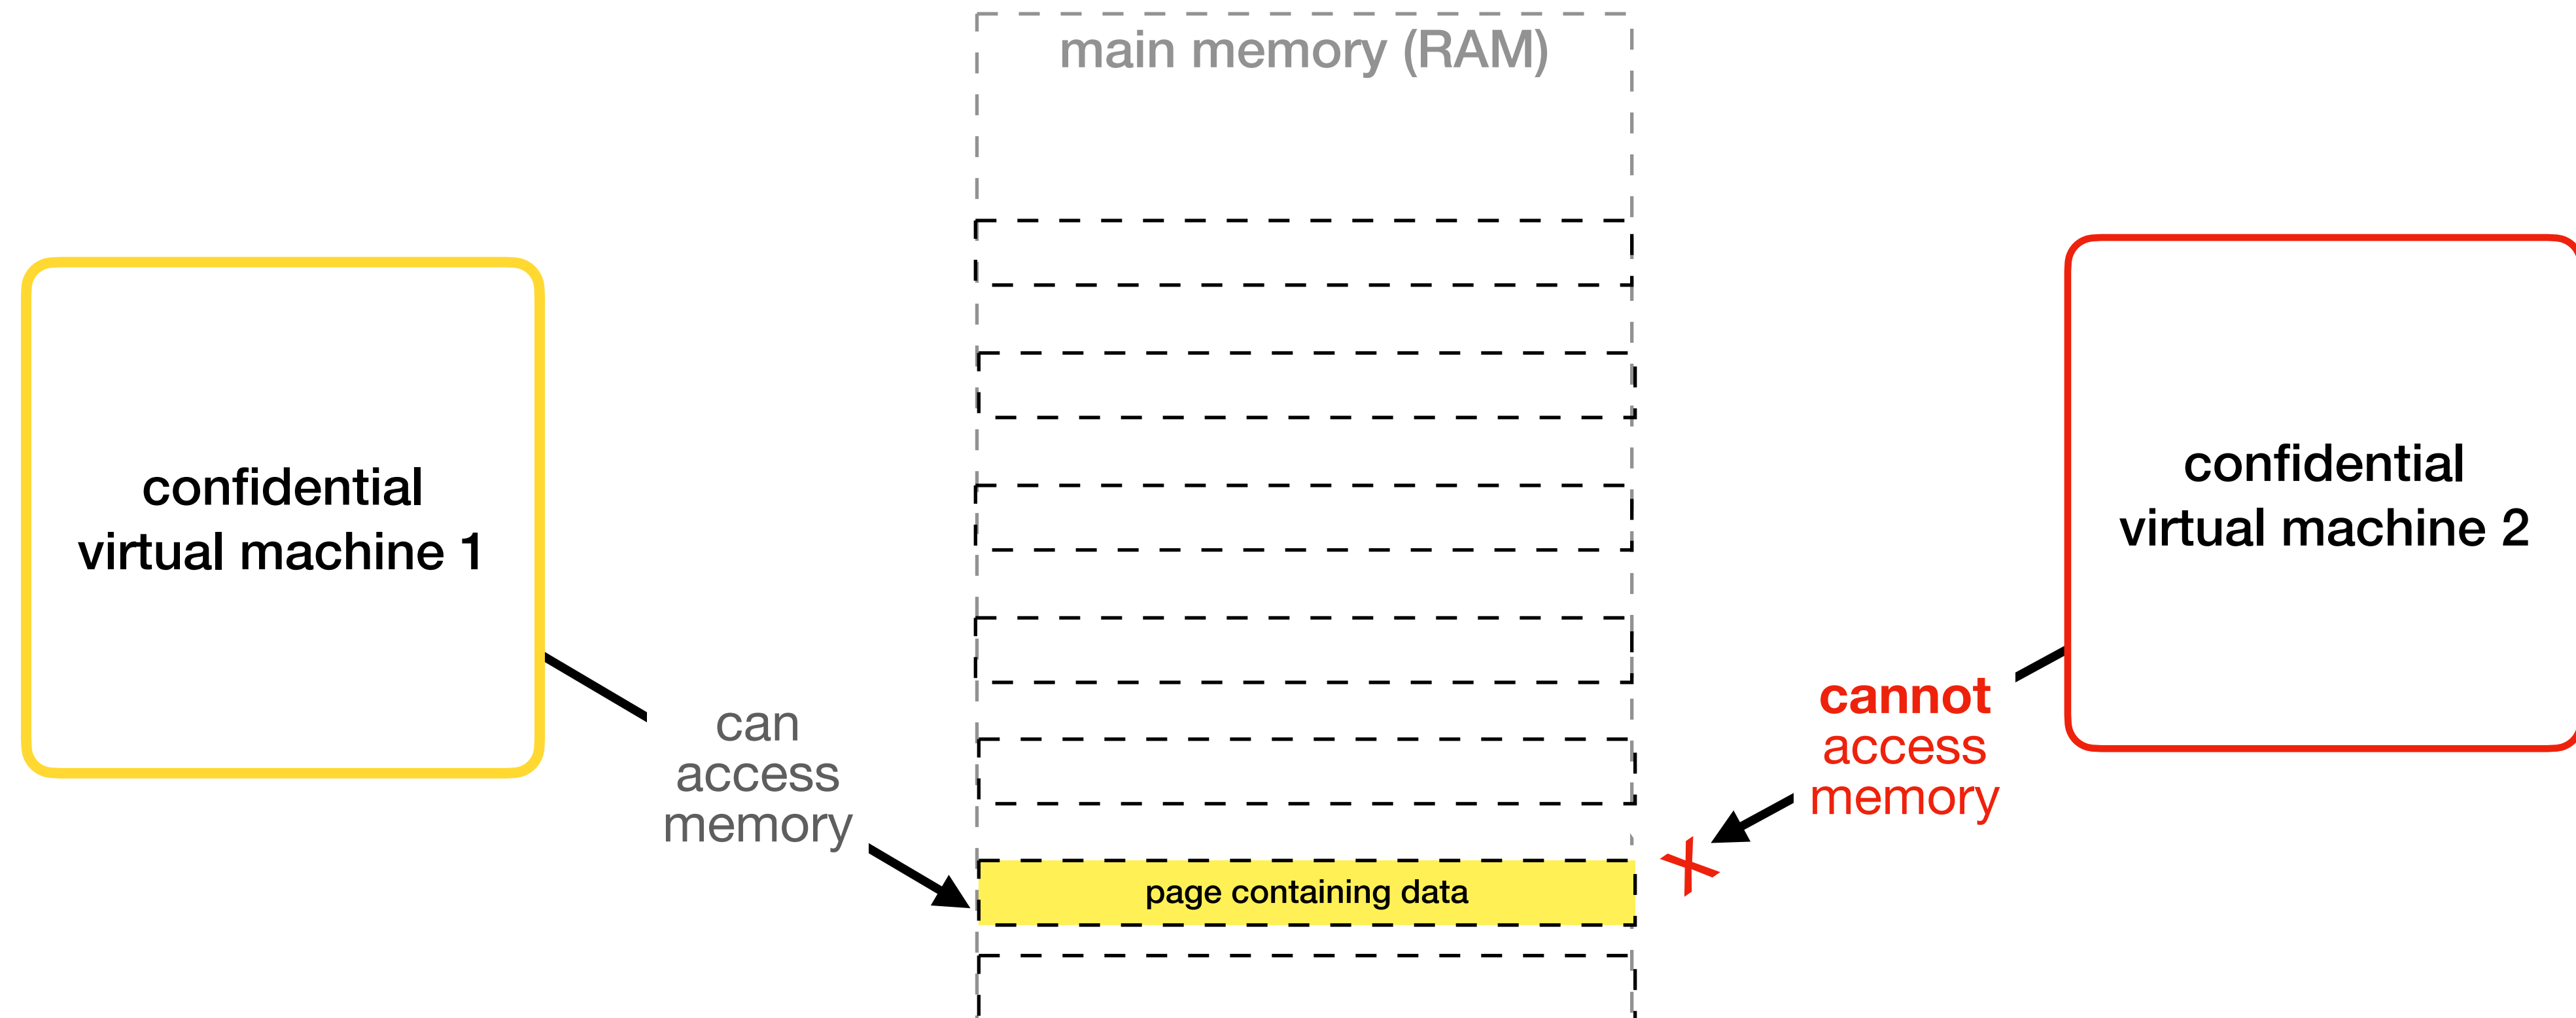 main memory (RAM)
confidential
virtual machine 1
can
access
memory
page containing data
cannot
access
memory
X
confidential
virtual machine 2